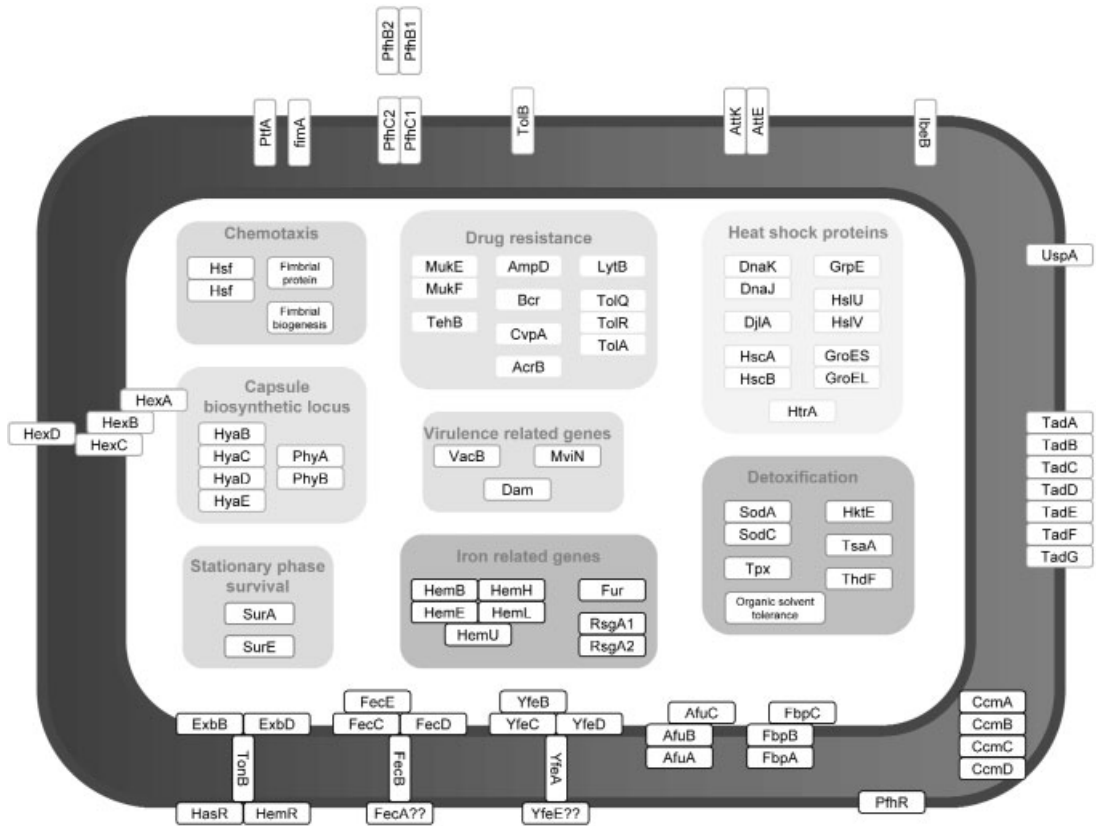 PfhB2
PfhB1
PtfA
fimA
PfhC2
PfhC1
TolB
AttK
AttE
IbeB
Chemotaxis
Hsf
Hsf
Fimbrial
protein
Fimbrial
biogenesis
Drug resistance
MukE
MukF
TehB
AmpD
Bcr
CvpA
AcrB
LytB
TolQ
TolR
TolA
Heat shock proteins
DnaK
DnaJ
DjlA
HscA
HscB
GrpE
HslU
HslV
GroES
GroEL
HtrA
UspA
HexA
HexB
HexD
HexC
Capsule
biosynthetic locus
HyaB
HyaC
HyaD
HyaE
PhyA
PhyB
Virulence related genes
VacB
MviN
Dam
TadA
TadB
TadC
TadD
TadE
TadF
TadG
Detoxification
SodA
SodC
Tpx
Organic solvent
tolerance
HktE
TsaA
ThdF
Stationary phase
survival
SurA
SurE
Iron related genes
HemB
HemH
HemE
HemL
HemU
Fur
RsgA1
RsgA2
ExbB
ExbD
TonB
HasR
HemR
FecE
FecC
FecD
FecB
FecA??
YfeB
YfeC
YfeD
YfeA
YfeE??
AfuC
AfuB
AfuA
FbpC
FbpB
FbpA
PfhR
CcmA
CcmB
CcmC
CcmD